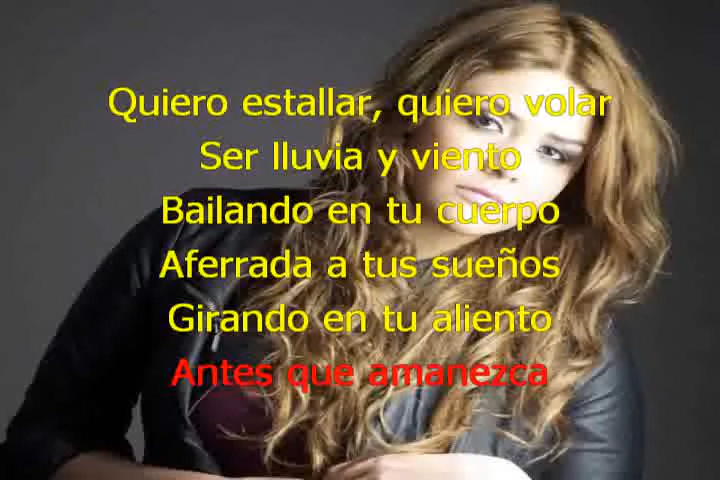 Quiero estallar, quiero volar
Ser lluvia y viento
Bailando en tu cuerpo
Aferrada a tus sueños
Girando en tu aliento
Antes que amanezca